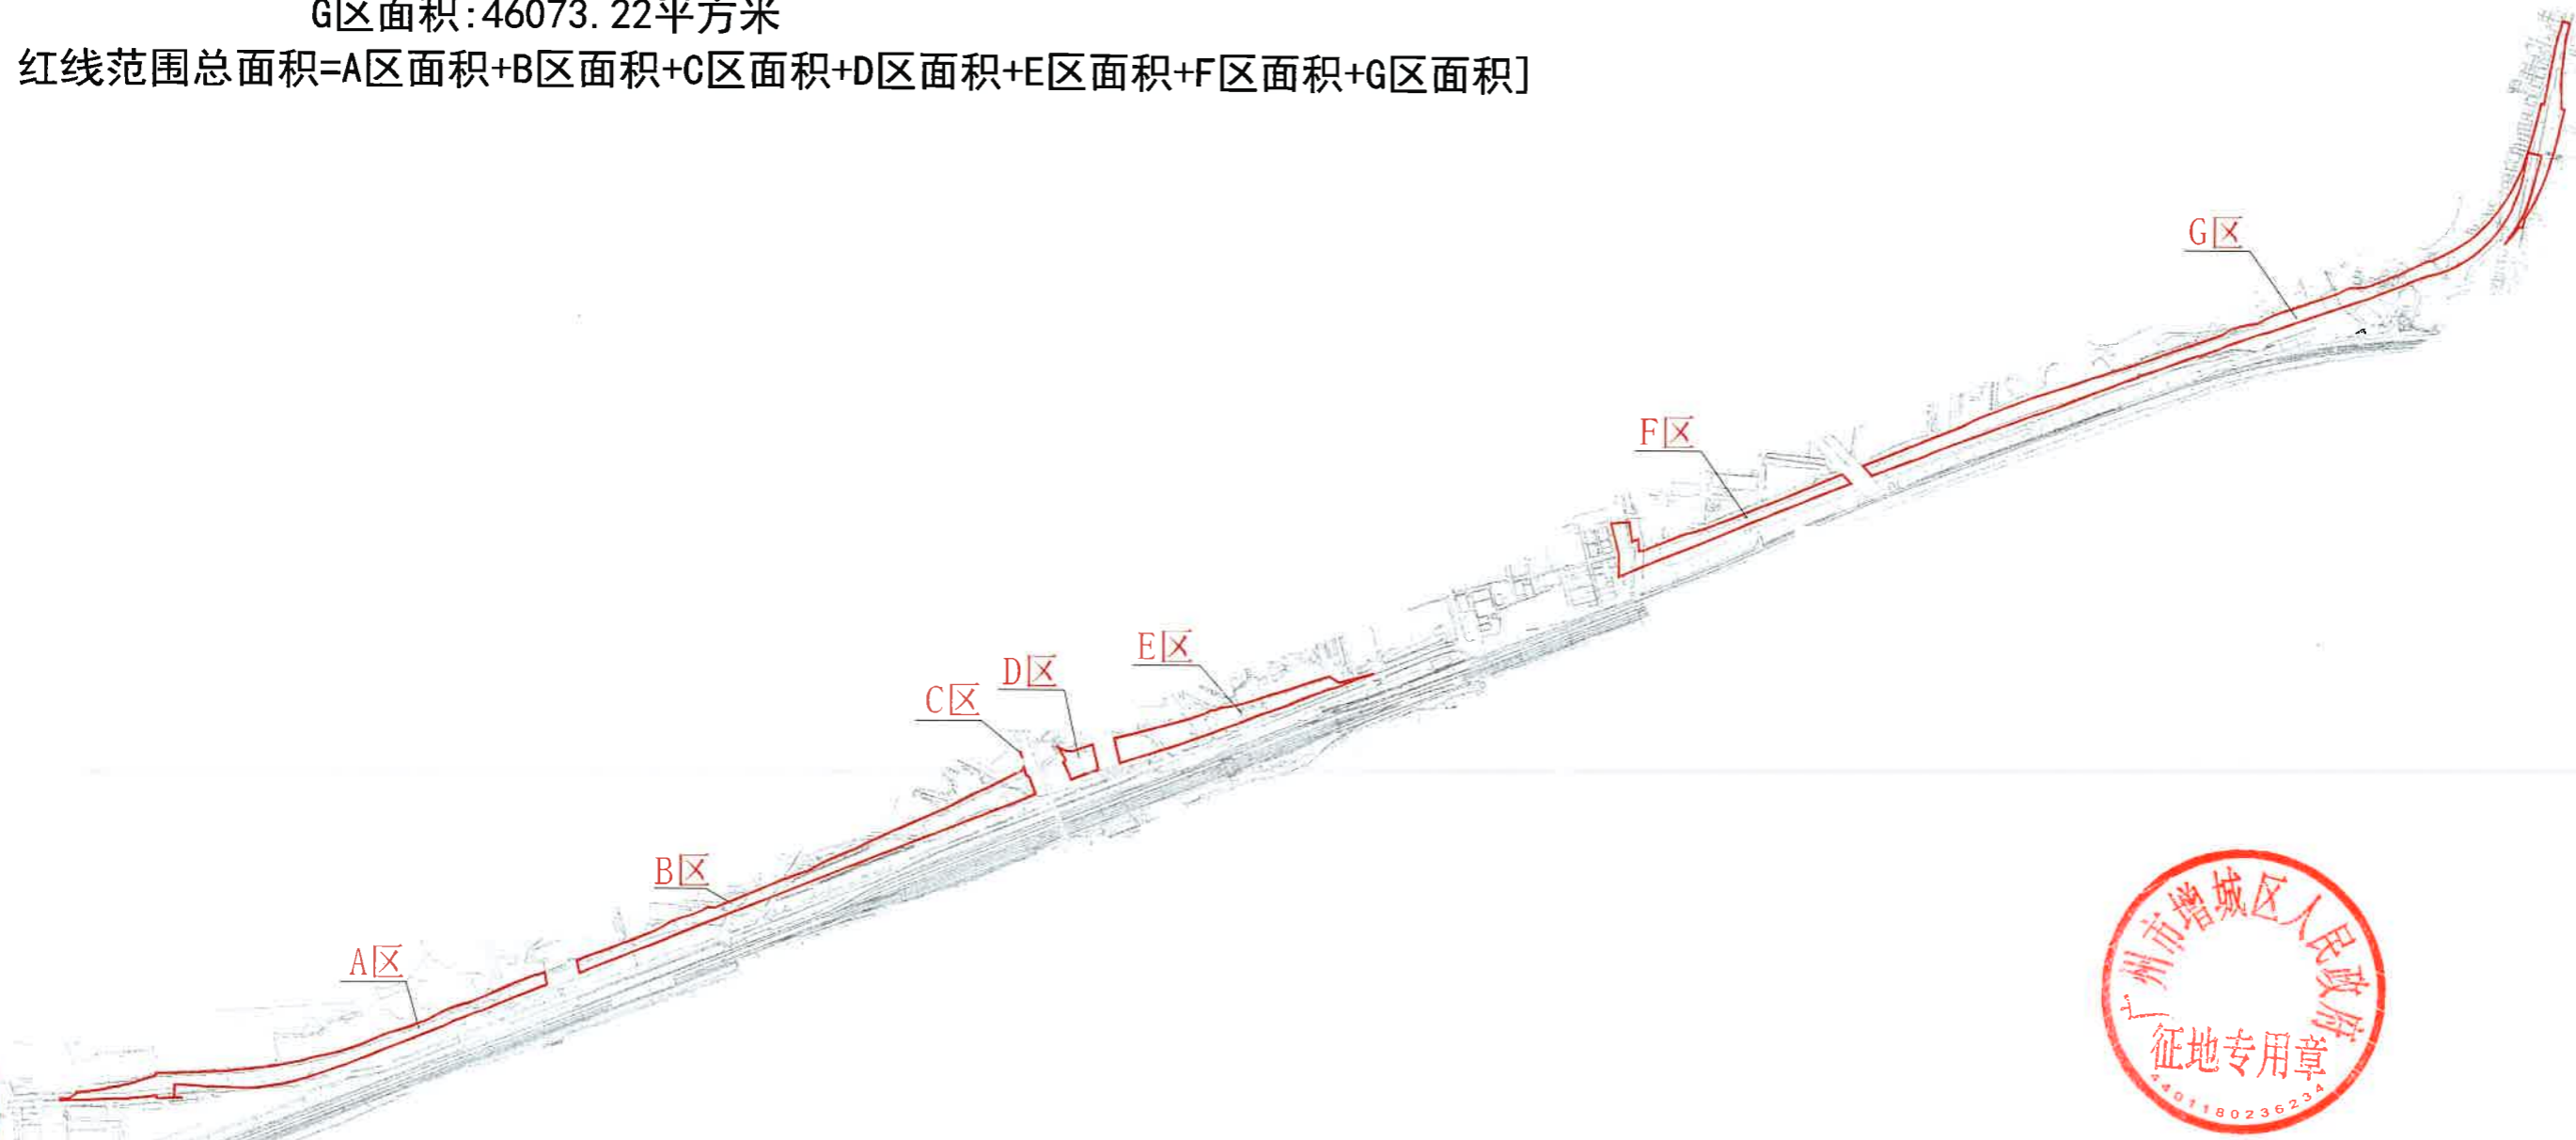 G区面积:46073.22平方米
红线范围总面积=A区面积+B区面积+C区面积+D区面积+E区面积+F区面积+G区面积]
G区
F区
E区
D区
C区
B区
A区
广州市增城区人民政府
征地专用章
4401180236234